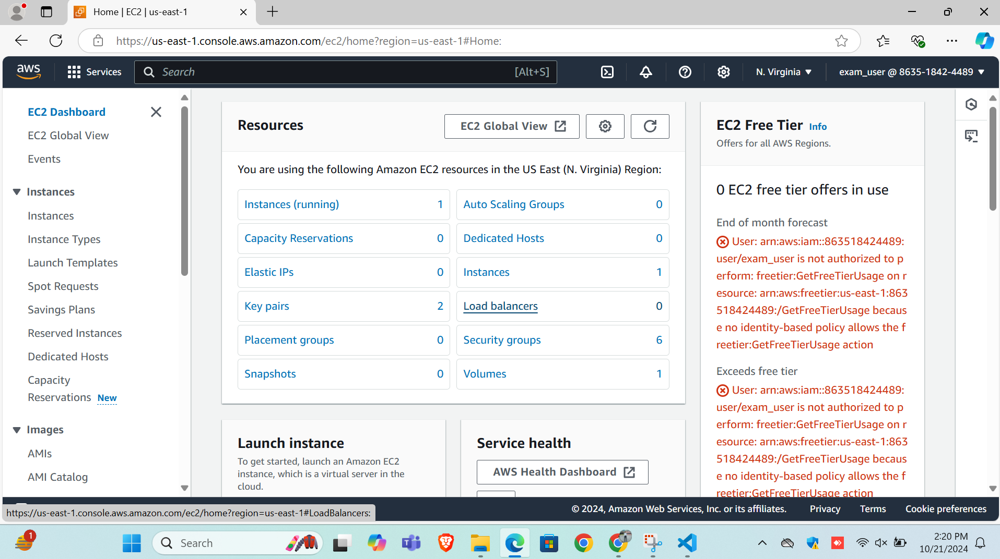 Home | EC2 | us-east-1
https://us-east-1.console.aws.amazon.com/ec2/home?region=us-east-1#Home:
aws
Services
Search
[Alt+S]
N. Virginia
exam_user @ 8635-1842-4489
EC2 Dashboard
EC2 Global View
Events
Instances
Instances
Instance Types
Launch Templates
Spot Requests
Savings Plans
Reserved Instances
Dedicated Hosts
Capacity
Reservations New
Images
AMIs
AMI Catalog
Resources
EC2 Global View
You are using the following Amazon EC2 resources in the US East (N. Virginia) Region:
Instances (running) 1
Auto Scaling Groups 0
Capacity Reservations 0
Dedicated Hosts 0
Elastic IPs 0
Instances 1
Key pairs 2
Load balancers 0
Placement groups 0
Security groups 6
Snapshots 0
Volumes 1
Launch instance
To get started, launch an Amazon EC2
instance, which is a virtual server in the
cloud.
Service health
AWS Health Dashboard
EC2 Free Tier Info
Offers for all AWS Regions.
0 EC2 free tier offers in use
End of month forecast
User: arn:aws:iam::863518424489:
user/exam_user is not authorized to p
erform: freetier:GetFreeTierUsage on r
esource: arn:aws:freetier:us-east-1:863
518424489:/GetFreeTierUsage becaus
e no identity-based policy allows the f
reetier:GetFreeTierUsage action
Exceeds free tier
User: arn:aws:iam::863518424489:
user/exam_user is not authorized to p
erform: freetier:GetFreeTierUsage on r
esource: arn:aws:freetier:us-east-1:863
518424489:/GetFreeTierUsage becaus
e no identity-based policy allows the f
reetier:GetFreeTierUsage action
https://us-east-1.console.aws.amazon.com/ec2/home?region=us-east-1#LoadBalancers:
© 2024, Amazon Web Services, Inc. or its affiliates.
Privacy
Terms
Cookie preferences
1
Search
2:20 PM
10/21/2024